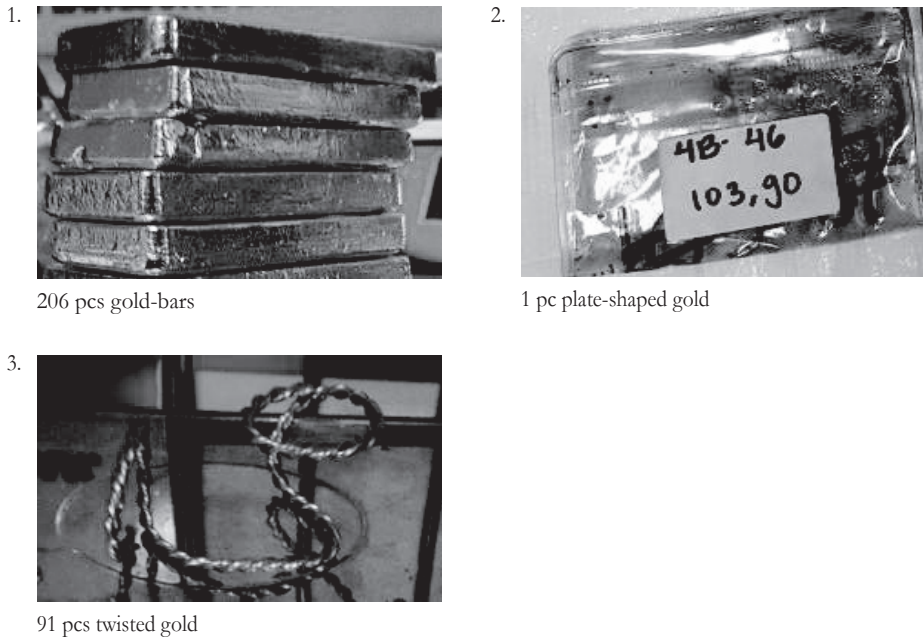 1.
206 pcs gold-bars
2.
4B- 46
103,90
1 pc plate-shaped gold
3.
91 pcs twisted gold